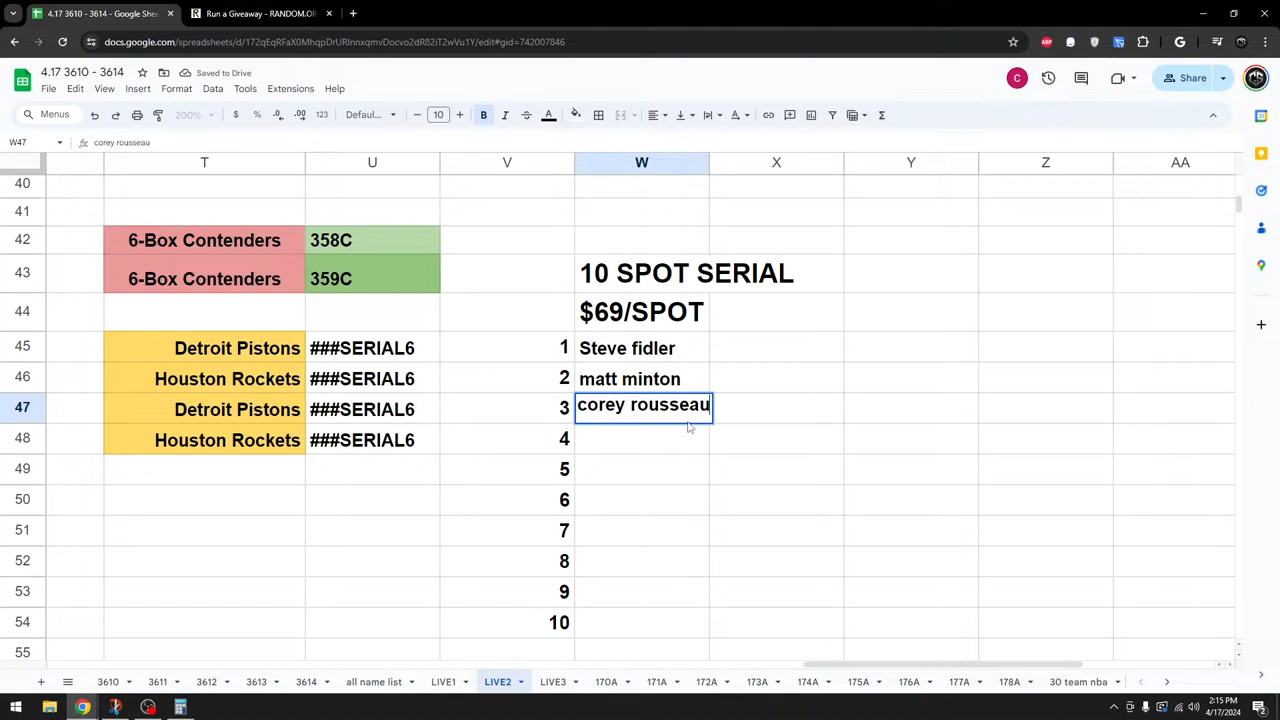 4.17 3610 - 3614 - Google Shee
Run a Giveaway - RANDOM.OR
docs.google.com/spreadsheets/d/172qEqRFaX0MhqpDrURInnxqmvDocvo2dR82iT2wVu1Y/edit#gid=742007846
4.17 3610 - 3614
Saved to Drive
File Edit View Insert Format Data Tools Extensions Help
C
Share
Menus
200%
$ % .0 .00 123
Defaul...
10
B I A
W47
corey rousseau
T U V W X Y Z AA
40
41
42 6-Box Contenders 358C
43 6-Box Contenders 359C 10 SPOT SERIAL
44 $69/SPOT
45 Detroit Pistons ###SERIAL6 1 Steve fidler
46 Houston Rockets ###SERIAL6 2 matt minton
47 Detroit Pistons ###SERIAL6 3 corey rousseau
48 Houston Rockets ###SERIAL6 4
49 5
50 6
51 7
52 8
53 9
54 10
55
3610 3611 3612 3613 3614 all name list LIVE1 LIVE2 LIVE3 170A 171A 172A 173A 174A 175A 176A 177A 178A 30 team nba
2:15 PM
4/17/2024
2